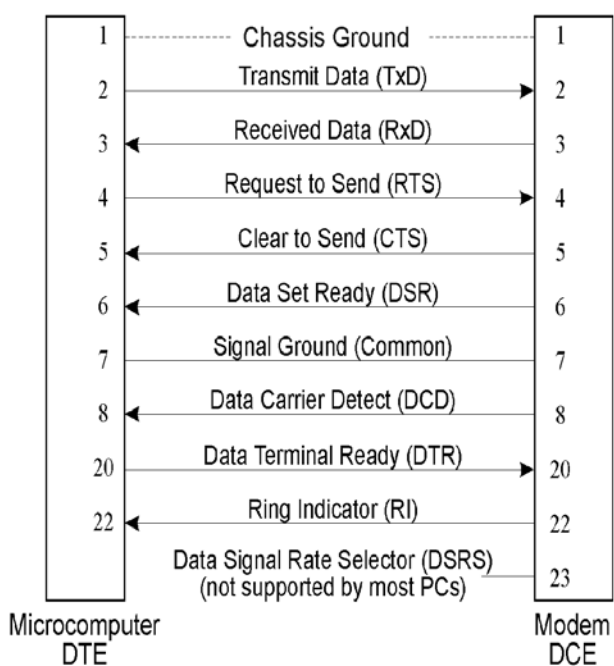 1 Chassis Ground 1
2 Transmit Data (TxD) 2
3 Received Data (RxD) 3
4 Request to Send (RTS) 4
5 Clear to Send (CTS) 5
6 Data Set Ready (DSR) 6
7 Signal Ground (Common) 7
8 Data Carrier Detect (DCD) 8
20 Data Terminal Ready (DTR) 20
22 Ring Indicator (RI) 22
Data Signal Rate Selector (DSRS) 23
(not supported by most PCs)
Microcomputer Modem
DTE DCE